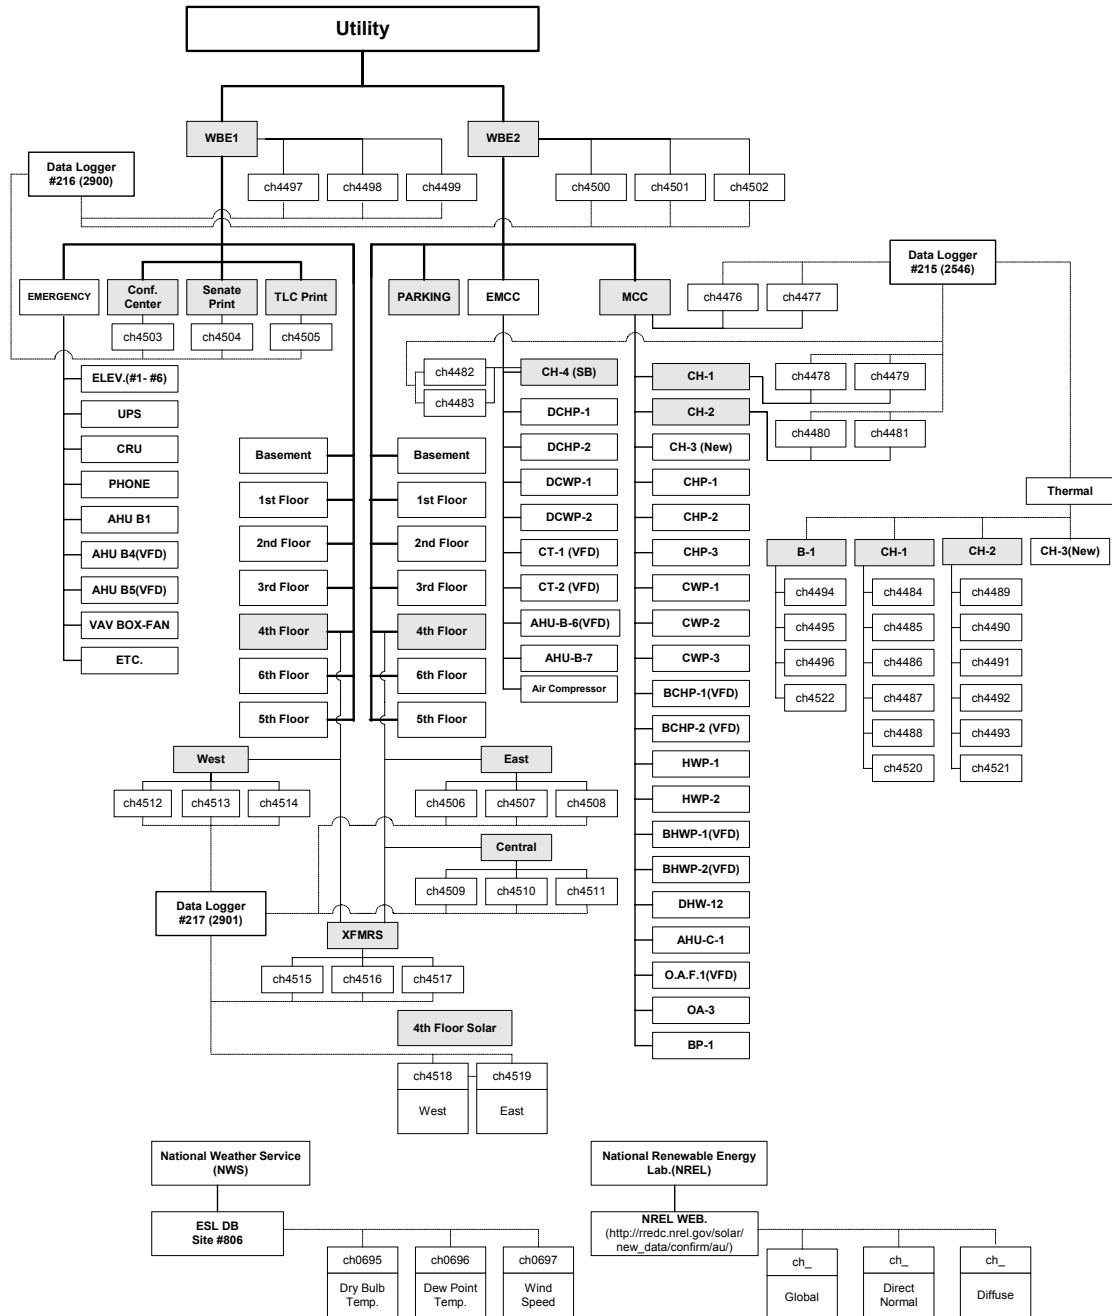 Utility
WBE1
WBE2
Data Logger
#216 (2900)
ch4497
ch4498
ch4499
ch4500
ch4501
ch4502
Data Logger
#215 (2546)
EMERGENCY
Conf.
Center
Senate
Print
TLC Print
PARKING
EMCC
MCC
ch4476
ch4477
ch4503
ch4504
ch4505
ELEV.(#1- #6)
UPS
CRU
PHONE
AHU B1
AHU B4(VFD)
AHU B5(VFD)
VAV BOX-FAN
ETC.
Basement
1st Floor
2nd Floor
3rd Floor
4th Floor
6th Floor
5th Floor
Basement
1st Floor
2nd Floor
3rd Floor
4th Floor
6th Floor
5th Floor
ch4482
ch4483
CH-4 (SB)
DCHP-1
DCHP-2
DCWP-1
DCWP-2
CT-1 (VFD)
CT-2 (VFD)
AHU-B-6(VFD)
AHU-B-7
Air Compressor
CH-1
CH-2
CH-3 (New)
CHP-1
CHP-2
CHP-3
CWP-1
CWP-2
CWP-3
BCHP-1(VFD)
BCHP-2 (VFD)
HWP-1
HWP-2
BHWP-1(VFD)
BHWP-2(VFD)
DHW-12
AHU-C-1
O.A.F.1(VFD)
OA-3
BP-1
ch4478
ch4479
ch4480
ch4481
Thermal
B-1
CH-1
CH-2
CH-3(New)
ch4494
ch4495
ch4496
ch4522
ch4484
ch4485
ch4486
ch4487
ch4488
ch4520
ch4489
ch4490
ch4491
ch4492
ch4493
ch4521
West
ch4512
ch4513
ch4514
East
ch4506
ch4507
ch4508
Central
ch4509
ch4510
ch4511
Data Logger
#217 (2901)
XFMRS
ch4515
ch4516
ch4517
4th Floor Solar
ch4518
West
ch4519
East
National Weather Service
(NWS)
ESL DB
Site #806
ch0695
Dry Bulb
Temp.
ch0696
Dew Point
Temp.
ch0697
Wind
Speed
National Renewable Energy
Lab.(NREL)
NREL WEB.
(http://rredc.nrel.gov/solar/
new_data/confirm/au/)
ch_
Global
ch_
Direct
Normal
ch_
Diffuse